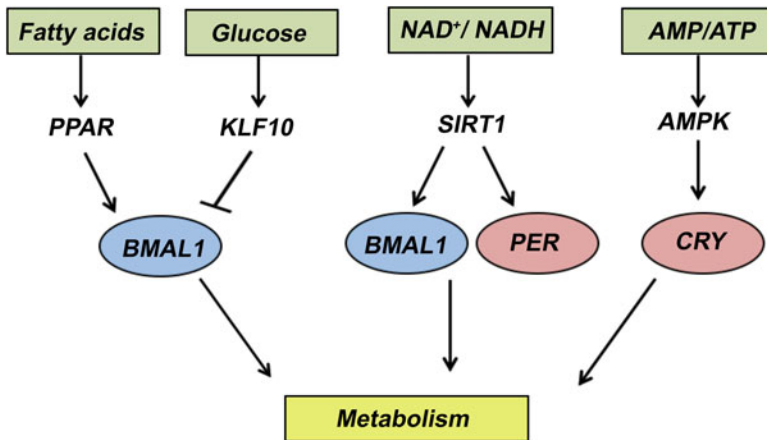 Fatty acids
Glucose
NAD⁺/ NADH
AMP/ATP
PPAR
KLF10
SIRT1
AMPK
BMAL1
BMAL1
PER
CRY
Metabolism